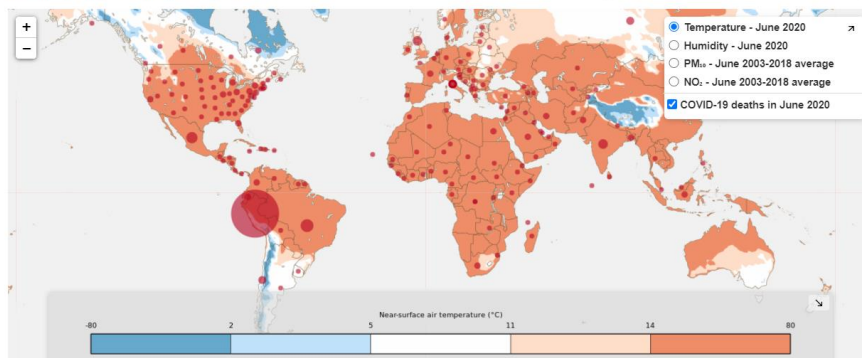 +
−
Temperature - June 2020
Humidity - June 2020
PM₁₀ - June 2003-2018 average
NO₂ - June 2003-2018 average
COVID-19 deaths in June 2020
Near-surface air temperature (°C)
-80 2 5 11 14 80